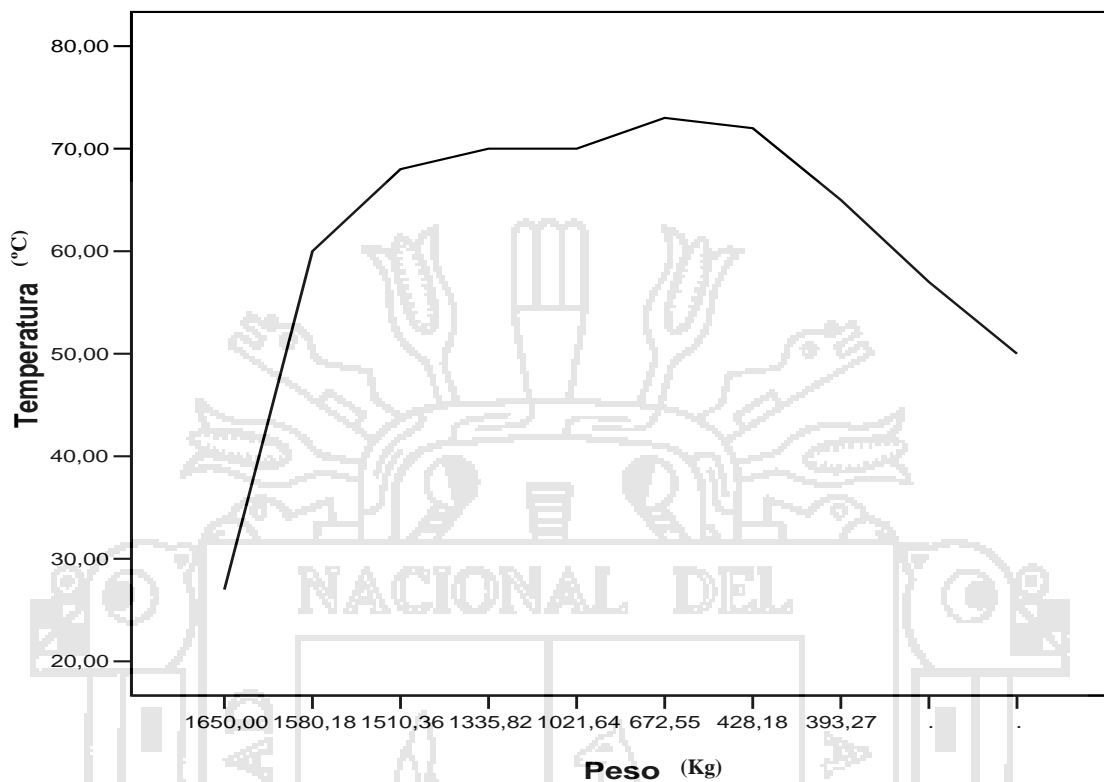 80,00
70,00
60,00
50,00
40,00
30,00
20,00
Temperatura (ºC)
1650,00 1580,18 1510,36 1335,82 1021,64 672,55 428,18 393,27 . .
Peso (Kg)
NACIONAL DEL